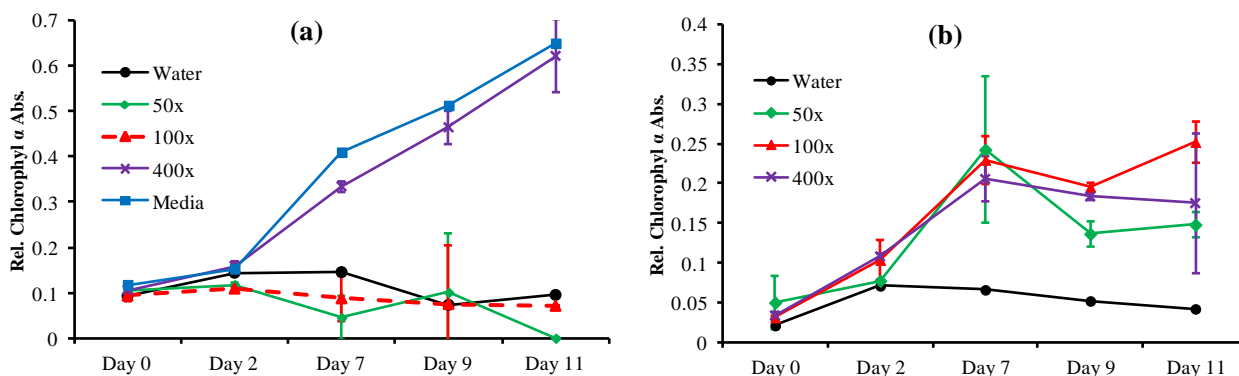 (a)
Rel. Chlorophyl α Abs.
0.7
0.6
0.5
0.4
0.3
0.2
0.1
0
Water
50x
100x
400x
Media
Day 0 Day 2 Day 7 Day 9 Day 11
(b)
Rel. Chlorophyl α Abs.
0.4
0.35
0.3
0.25
0.2
0.15
0.1
0.05
0
Water
50x
100x
400x
Day 0 Day 2 Day 7 Day 9 Day 11